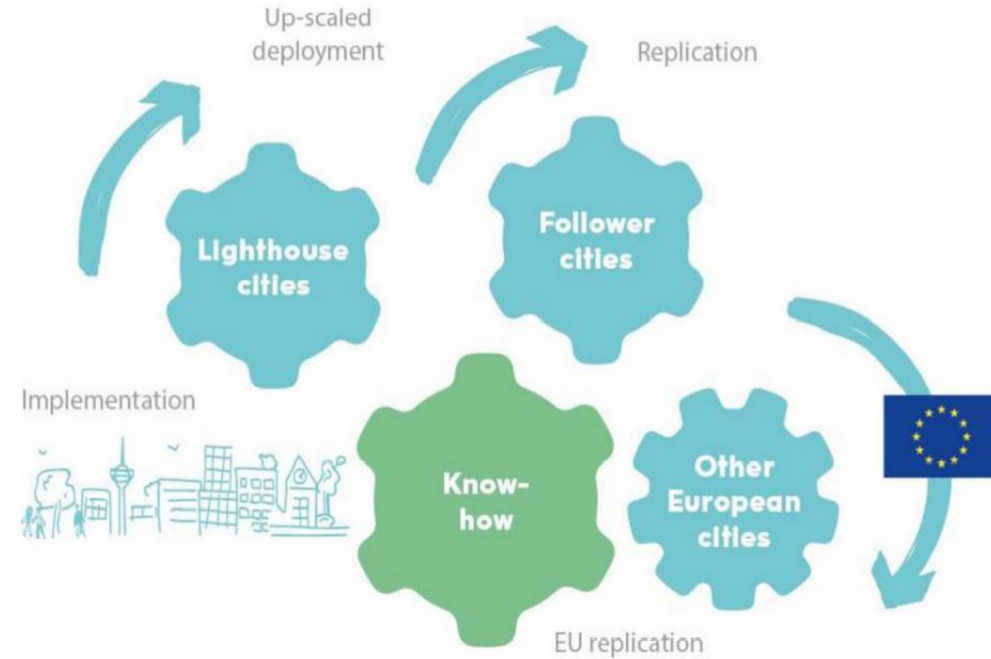 Up-scaled
deployment
Replication
Lighthouse
cities
Follower
cities
Implementation
Know-
how
Other
European
cities
EU replication